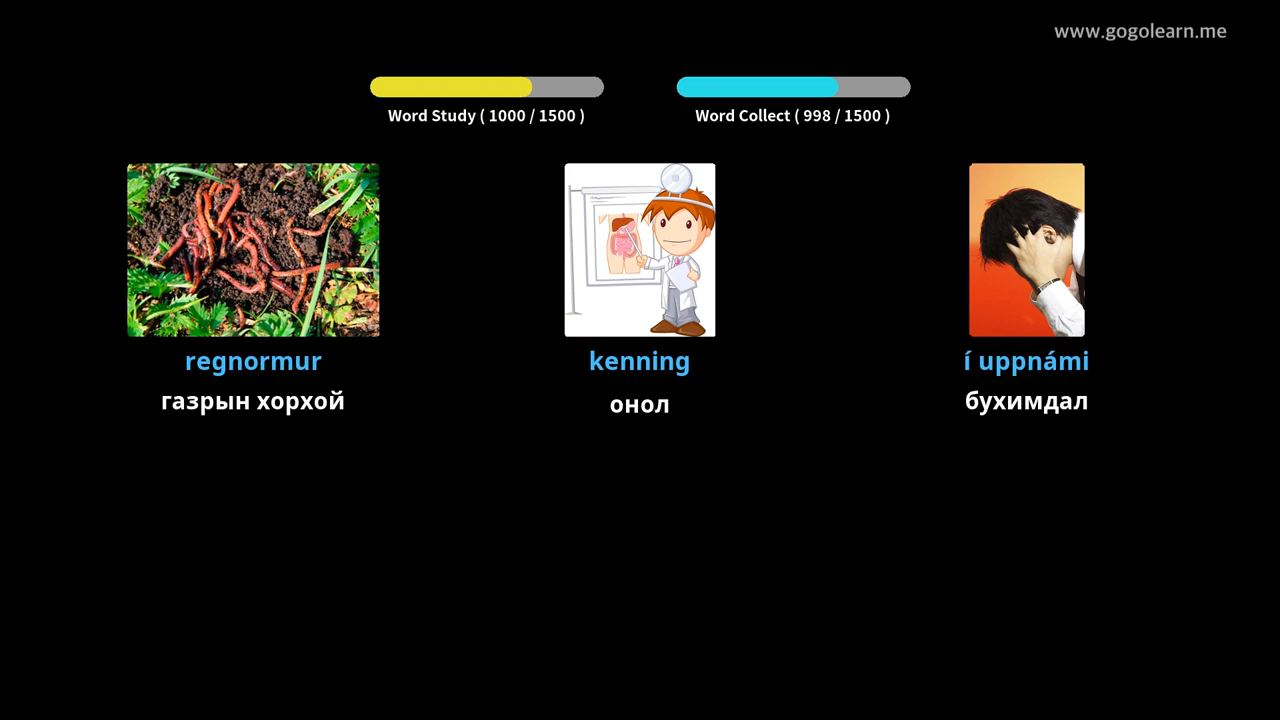 www.gogolearn.me
Word Study ( 1000 / 1500 )
Word Collect ( 998 / 1500 )
regnormur
газрын хорхой
kenning
онол
í uppnámi
бухимдал